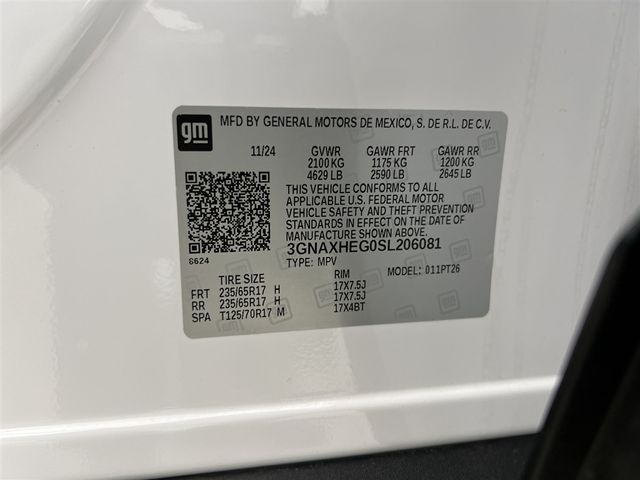 gm
MFD BY GENERAL MOTORS DE MEXICO, S. DE R.L. DE C.V.
11/24 GVWR GAWR FRT GAWR RR
2100 KG 1175 KG 1200 KG
4629 LB 2590 LB 2645 LB
THIS VEHICLE CONFORMS TO ALL
APPLICABLE U.S. FEDERAL MOTOR
VEHICLE SAFETY AND THEFT PREVENTION
STANDARDS IN EFFECT ON THE DATE OF
MANUFACTURE SHOWN ABOVE.
3GNAXHEG0SL206081
8624
TYPE: MPV MODEL: 011PT26
TIRE SIZE RIM
FRT 235/65R17 H 17X7.5J
RR 235/65R17 H 17X7.5J
SPA T125/70R17 M 17X4BT